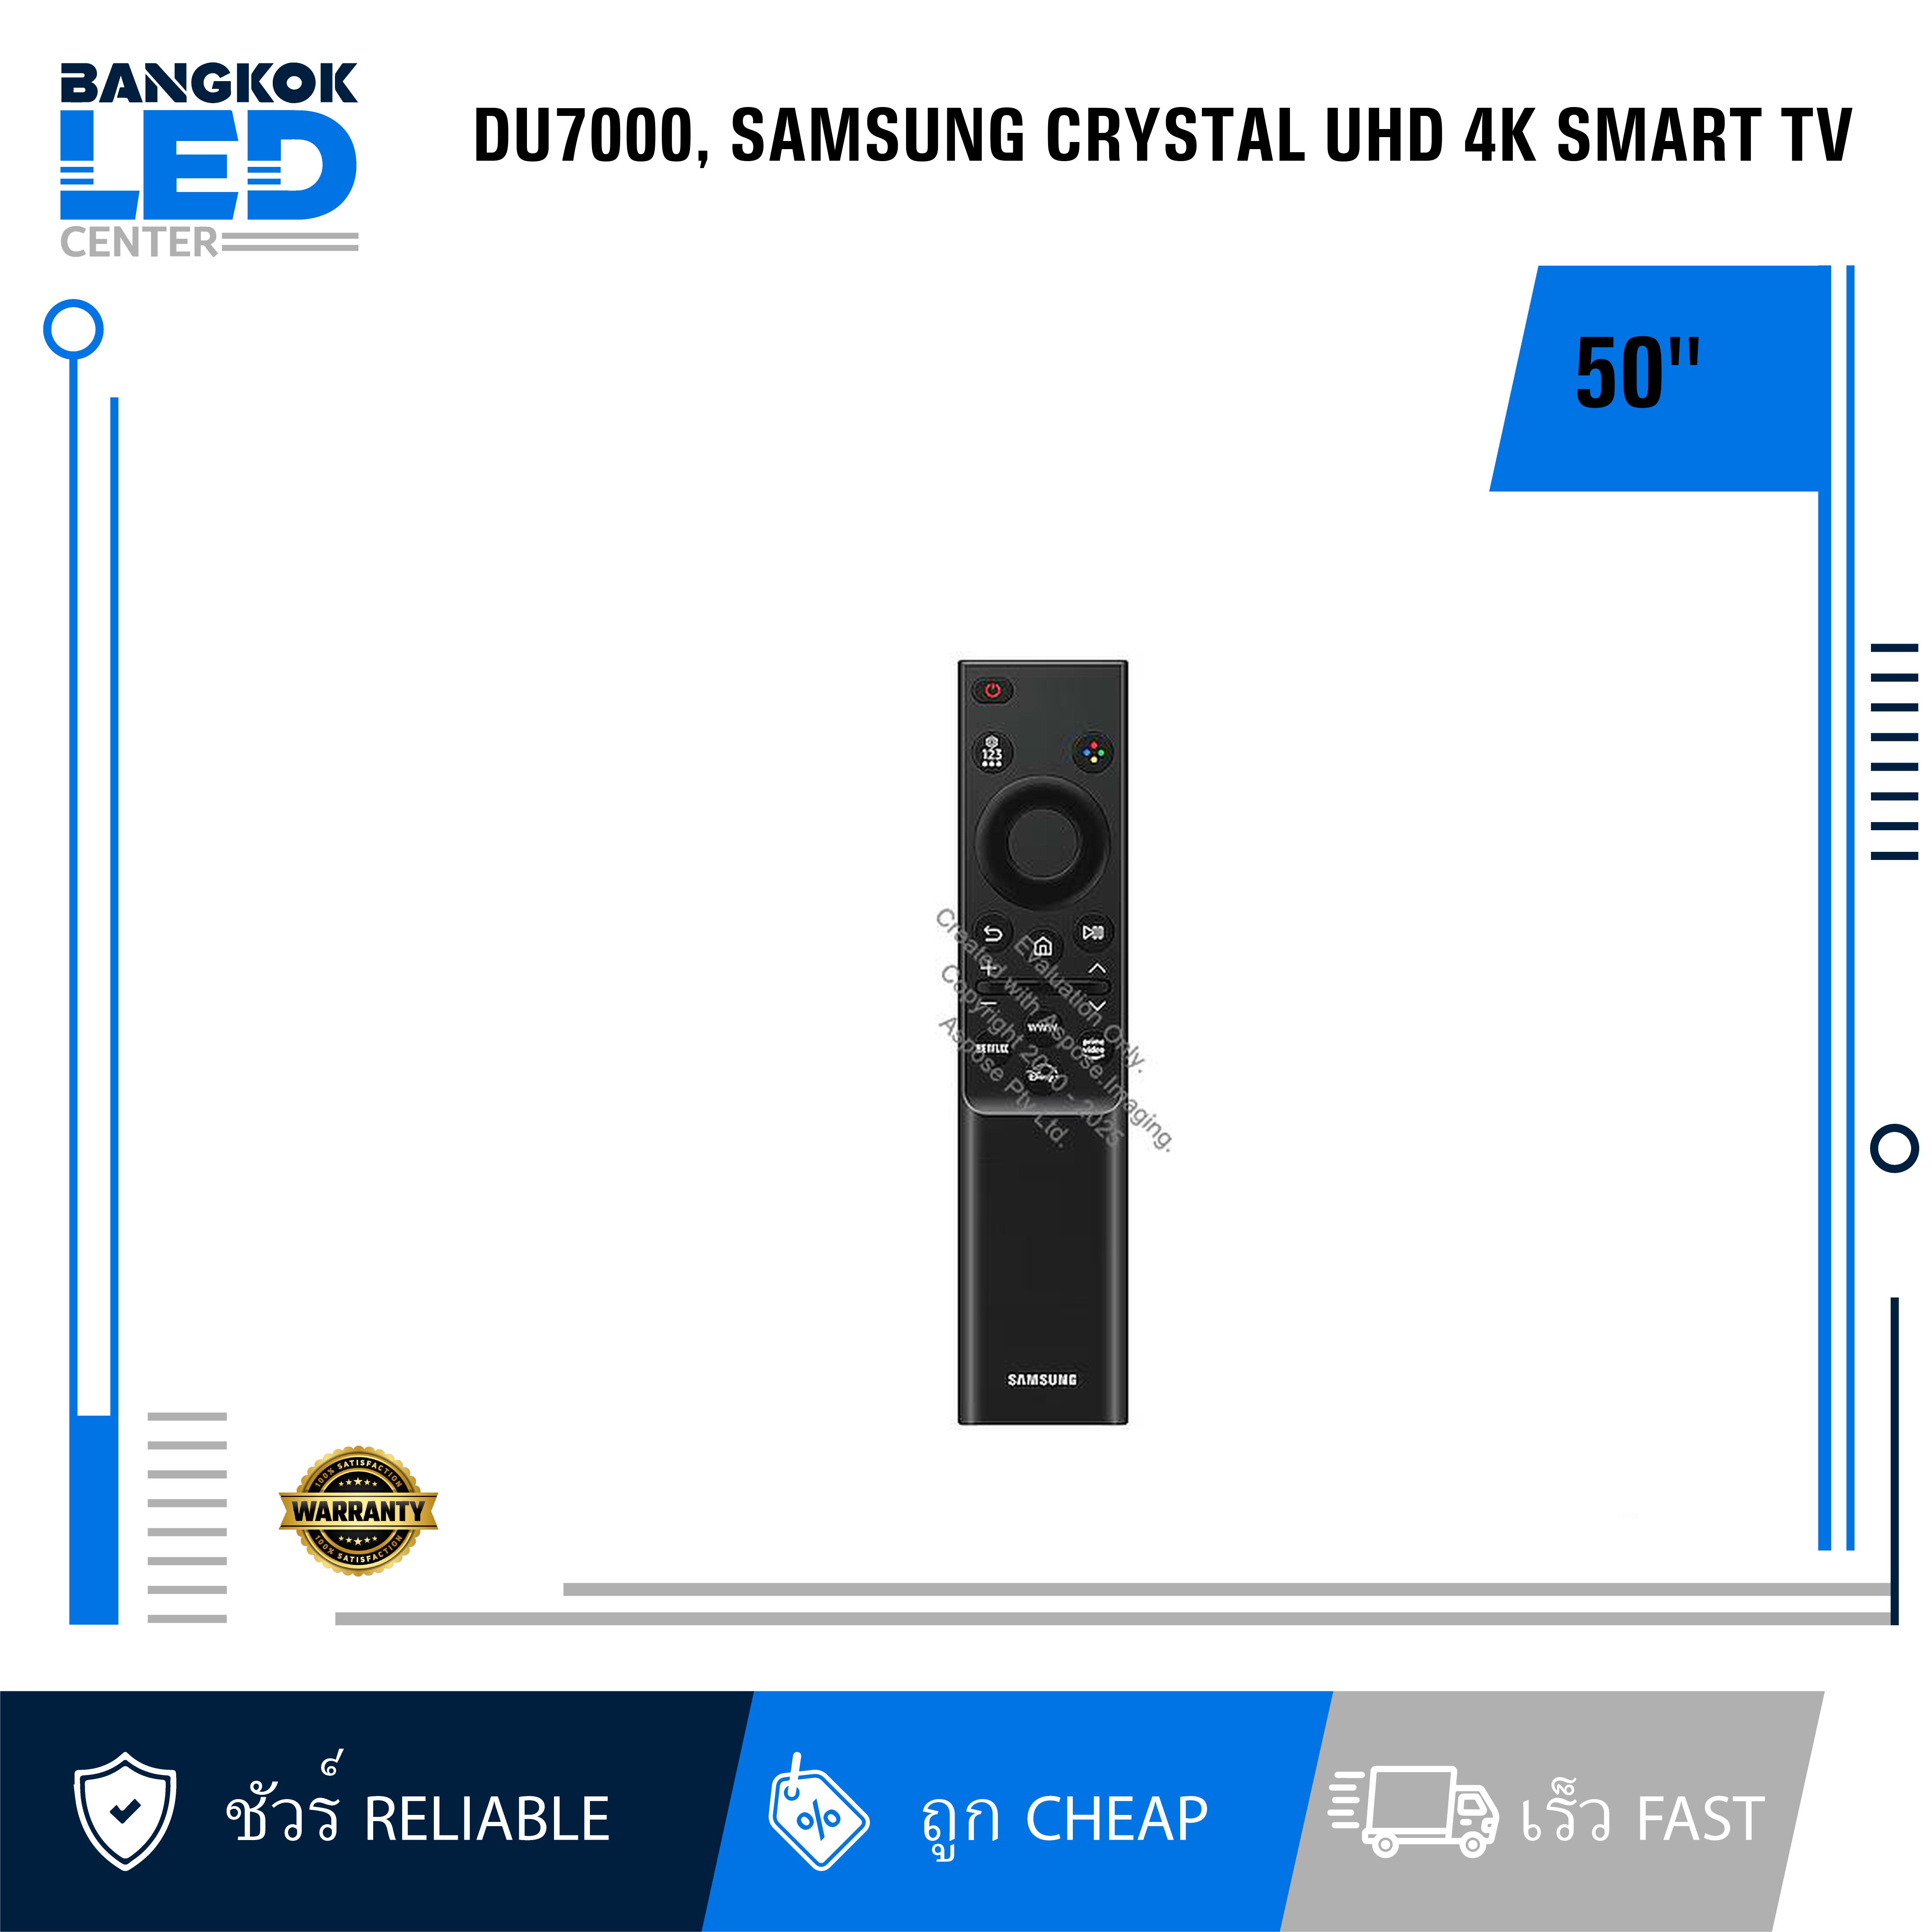 BANGKOK
LED
CENTER
DU7000, SAMSUNG CRYSTAL UHD 4K SMART TV
50"
123
WWW
NETFLIX
prime
video
Disney+
Evaluation Only.
Created with Aspose.Imaging.
Copyright 2010 - 2025
Aspose Pty Ltd.
SAMSUNG
100% SATISFACTION
WARRANTY
100% SATISFACTION
%
ชัวร์ RELIABLE
ถูก CHEAP
เร็ว FAST